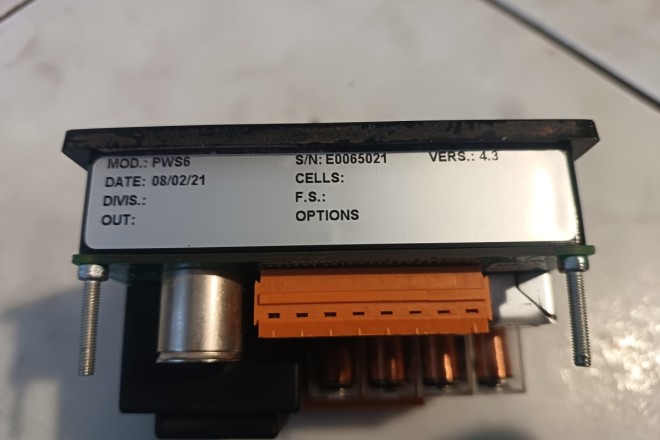 MOD.: PWS6 S/N: E0065021 VERS.: 4.3
DATE: 08/02/21 CELLS:
DIVIS.: F.S.:
OUT: OPTIONS